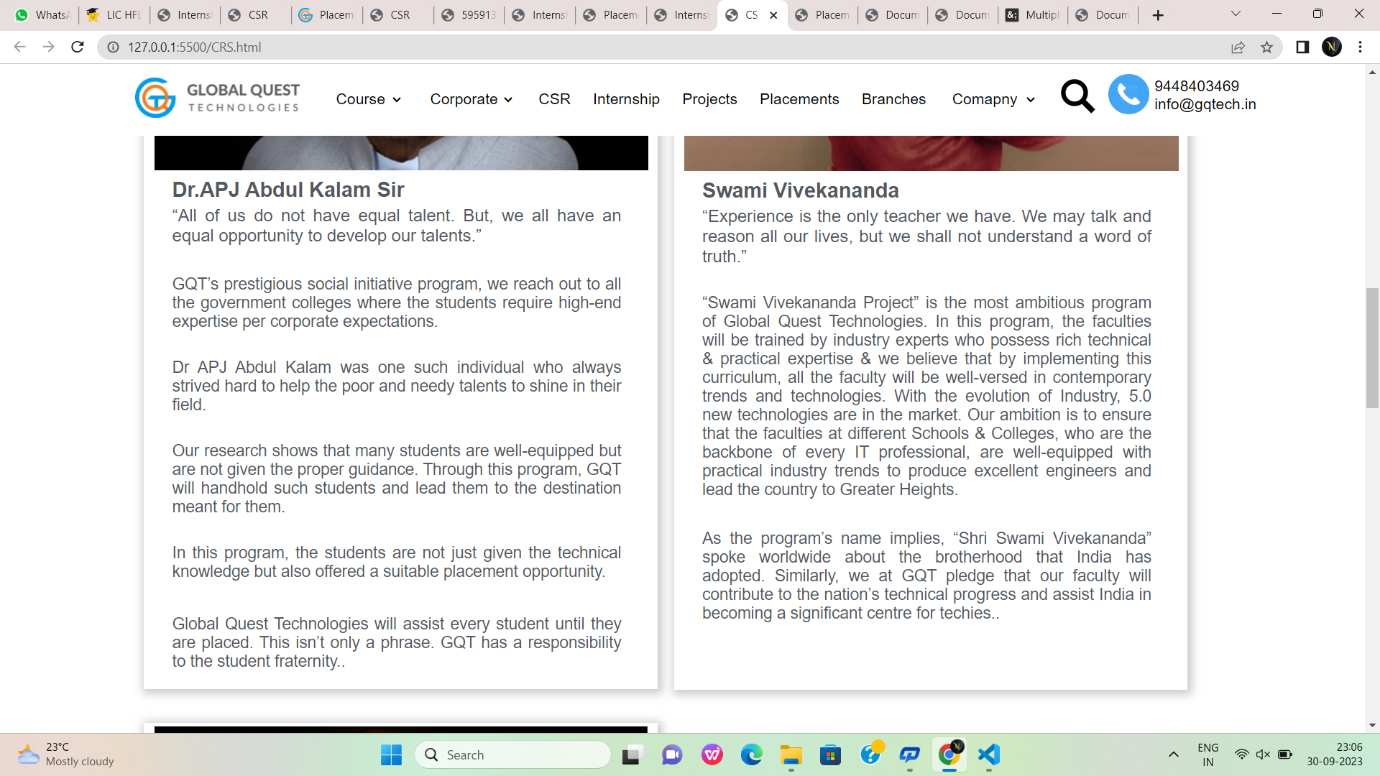 WhatsA
LIC HFL
Interns
CSR
Placem
CSR
595913
Interns
Placem
Interns
CS
Placem
Docum
Docum
Multipl
Docum
127.0.0.1:5500/CRS.html
GLOBAL QUEST
TECHNOLOGIES
Course
Corporate
CSR
Internship
Projects
Placements
Branches
Comapny
9448403469
info@gqtech.in
Dr.APJ Abdul Kalam Sir
“All of us do not have equal talent. But, we all have an
equal opportunity to develop our talents.”
GQT’s prestigious social initiative program, we reach out to all
the government colleges where the students require high-end
expertise per corporate expectations.
Dr APJ Abdul Kalam was one such individual who always
strived hard to help the poor and needy talents to shine in their
field.
Our research shows that many students are well-equipped but
are not given the proper guidance. Through this program, GQT
will handhold such students and lead them to the destination
meant for them.
In this program, the students are not just given the technical
knowledge but also offered a suitable placement opportunity.
Global Quest Technologies will assist every student until they
are placed. This isn’t only a phrase. GQT has a responsibility
to the student fraternity..
Swami Vivekananda
“Experience is the only teacher we have. We may talk and
reason all our lives, but we shall not understand a word of
truth.”
“Swami Vivekananda Project” is the most ambitious program
of Global Quest Technologies. In this program, the faculties
will be trained by industry experts who possess rich technical
& practical expertise & we believe that by implementing this
curriculum, all the faculty will be well-versed in contemporary
trends and technologies. With the evolution of Industry, 5.0
new technologies are in the market. Our ambition is to ensure
that the faculties at different Schools & Colleges, who are the
backbone of every IT professional, are well-equipped with
practical industry trends to produce excellent engineers and
lead the country to Greater Heights.
As the program’s name implies, “Shri Swami Vivekananda”
spoke worldwide about the brotherhood that India has
adopted. Similarly, we at GQT pledge that our faculty will
contribute to the nation’s technical progress and assist India in
becoming a significant centre for techies..
23°C
Mostly cloudy
Search
ENG
IN
23:06
30-09-2023